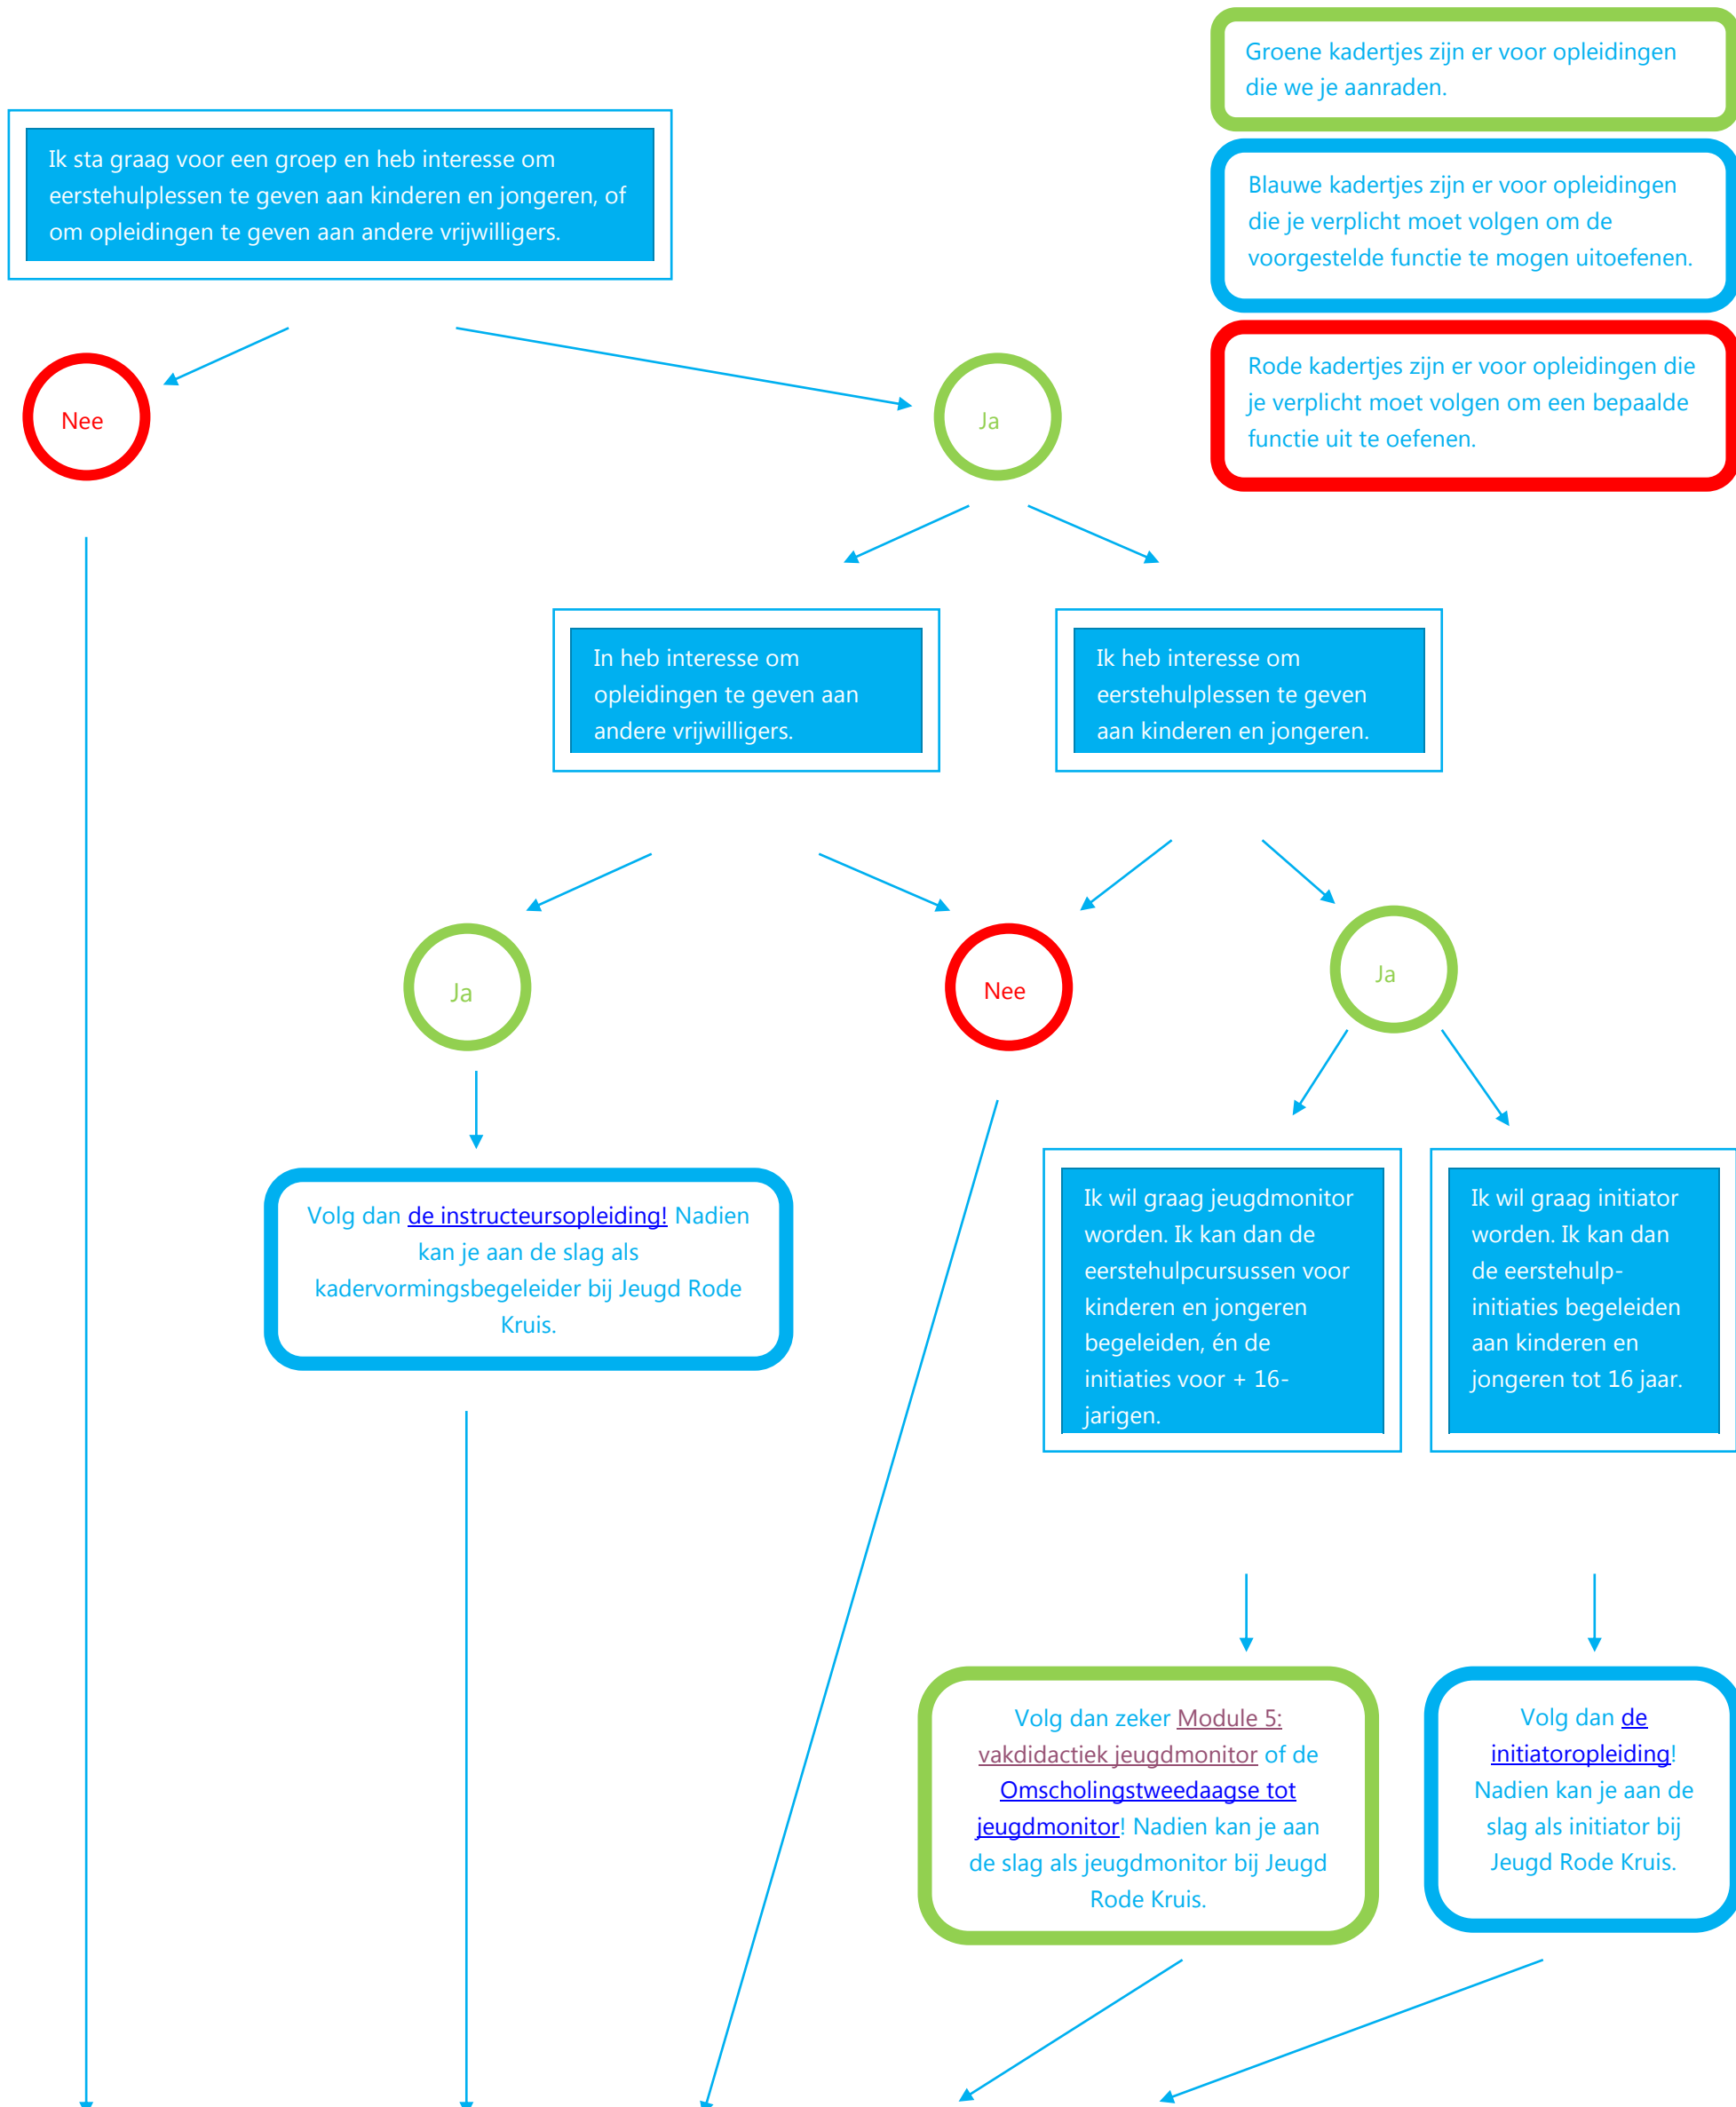 Groene kadertjes zijn er voor opleidingen
die we je aanraden.
Ik sta graag voor een groep en heb interesse om
eerstehulplessen te geven aan kinderen en jongeren, of
om opleidingen te geven aan andere vrijwilligers.
Blauwe kadertjes zijn er voor opleidingen
die je verplicht moet volgen om de
voorgestelde functie te mogen uitoefenen.
Rode kadertjes zijn er voor opleidingen die
je verplicht moet volgen om een bepaalde
functie uit te oefenen.
Nee
Ja
In heb interesse om
opleidingen te geven aan
andere vrijwilligers.
Ik heb interesse om
eerstehulplessen te geven
aan kinderen en jongeren.
Ja
Nee
Ja
Volg dan de instructeursopleiding! Nadien
kan je aan de slag als
kadervormingsbegeleider bij Jeugd Rode
Kruis.
Ik wil graag jeugdmonitor
worden. Ik kan dan de
eerstehulpcursussen voor
kinderen en jongeren
begeleiden, én de
initiaties voor + 16-
jarigen.
Ik wil graag initiator
worden. Ik kan dan
de eerstehulp-
initiaties begeleiden
aan kinderen en
jongeren tot 16 jaar.
Volg dan zeker Module 5:
vakdidactiek jeugdmonitor of de
Omscholingstweedaagse tot
jeugdmonitor! Nadien kan je aan
de slag als jeugdmonitor bij Jeugd
Rode Kruis.
Volg dan de
initiatoropleiding!
Nadien kan je aan de
slag als initiator bij
Jeugd Rode Kruis.